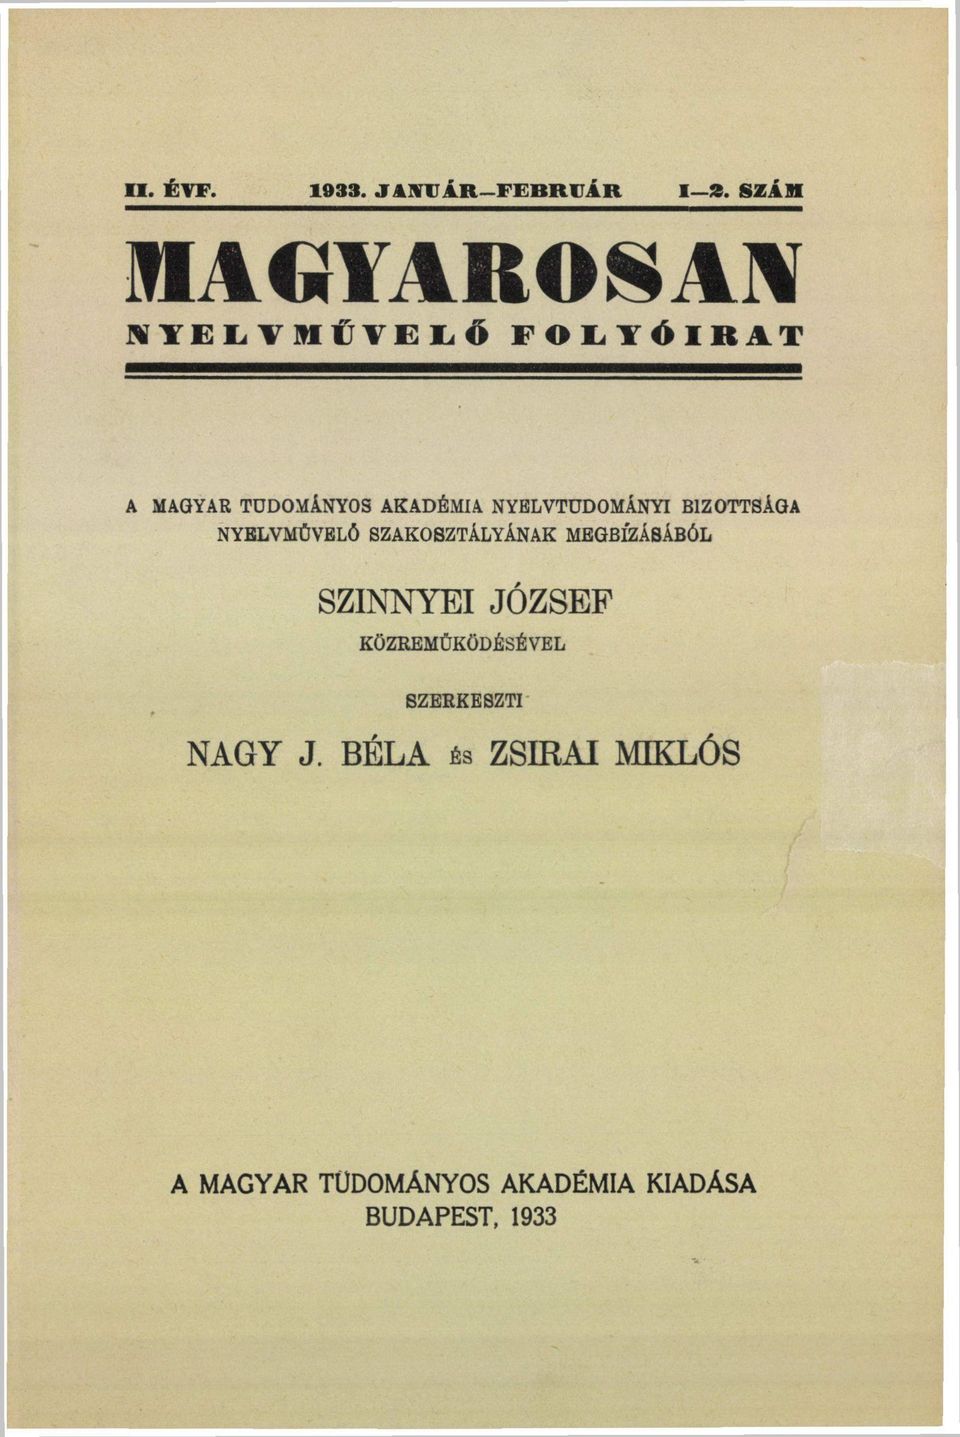 II. ÉVF. 1933. JANUÁR—FEBRUÁR 1—2. SZÁM
MAGYAROSAN
NYELVMŰVELŐ FOLYÓIRAT
A MAGYAR TUDOMÁNYOS AKADÉMIA NYELVTUDOMÁNYI BIZOTTSÁGA
NYELVMŰVELŐ SZAKOSZTÁLYÁNAK MEGBÍZÁSÁBÓL
SZINNYEI JÓZSEF
KÖZREMŰKÖDÉSÉVEL
SZERKESZTI
NAGY J. BÉLA ÉS ZSIRAI MIKLÓS
A MAGYAR TUDOMÁNYOS AKADÉMIA KIADÁSA
BUDAPEST, 1933